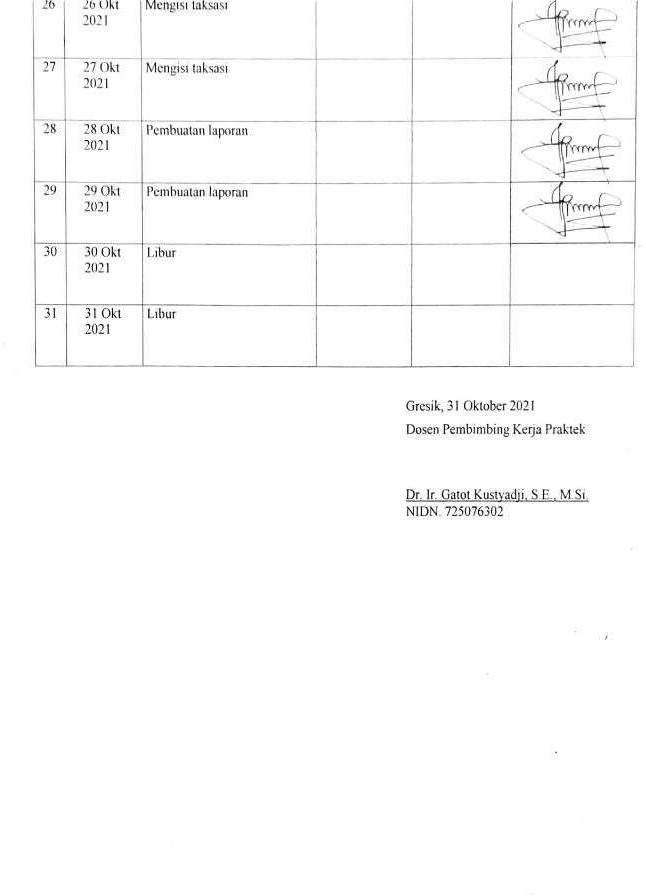 26 26 Okt Mengisi taksasi
2021
27 27 Okt Mengisi taksasi
2021
28 28 Okt Pembuatan laporan
2021
29 29 Okt Pembuatan laporan
2021
30 30 Okt Libur
2021
31 31 Okt Libur
2021
Gresik, 31 Oktober 2021
Dosen Pembimbing Kerja Praktek
Dr. Ir. Gatot Kustyadji, S.E., M.Si.
NIDN. 725076302